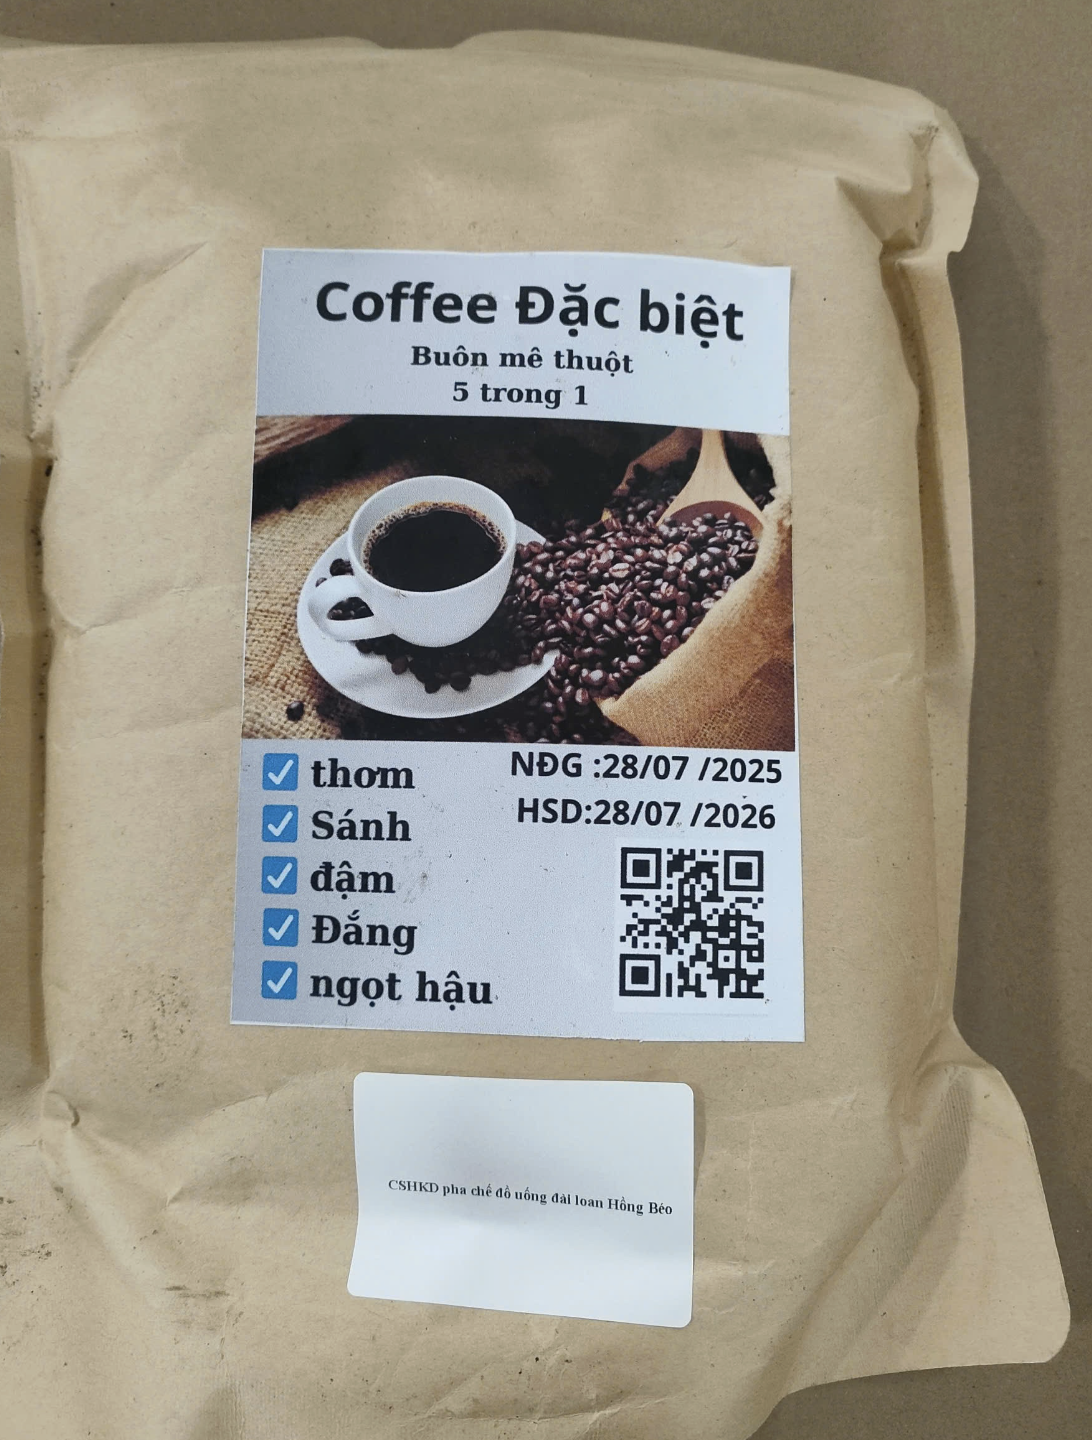 Coffee Đặc biệt
Buôn mê thuột
5 trong 1
thơm
Sánh
đậm
Đắng
ngọt hậu
NĐG :28/07 /2025
HSD:28/07 /2026
CSHKD pha chế đồ uống đài loan Hồng Béo